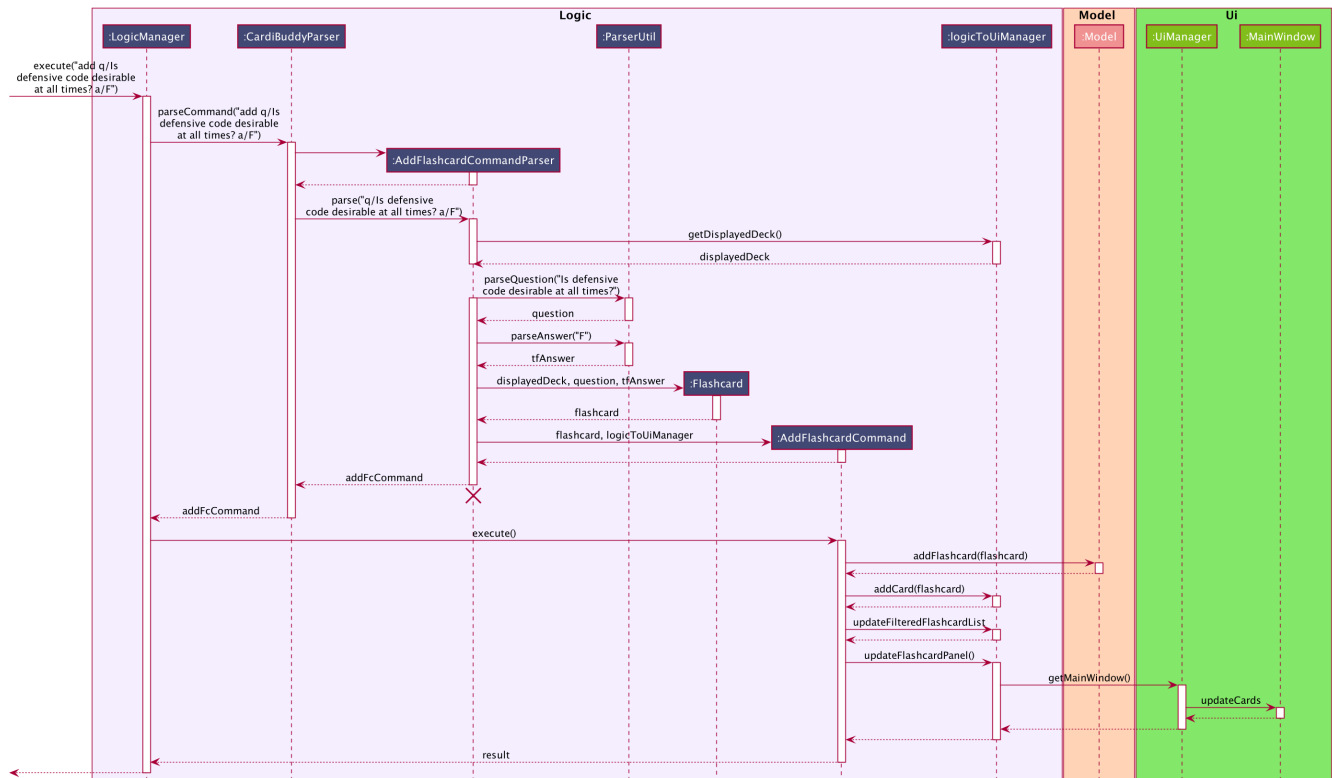 Logic
Model
Ui
:LogicManager
:CardiBuddyParser
:ParserUtil
:logicToUiManager
:Model
:UiManager
:MainWindow
execute("add q/Is
defensive code desirable
at all times? a/F")
parseCommand("add q/Is
defensive code desirable
at all times? a/F")
:AddFlashcardCommandParser
parse("q/Is defensive
code desirable at all times? a/F")
getDisplayedDeck()
displayedDeck
parseQuestion("Is defensive
code desirable at all times?")
question
parseAnswer("F")
tfAnswer
displayedDeck, question, tfAnswer
:Flashcard
flashcard
flashcard, logicToUiManager
:AddFlashcardCommand
addFcCommand
addFcCommand
execute()
addFlashcard(flashcard)
addCard(flashcard)
updateFilteredFlashcardList
updateFlashcardPanel()
getMainWindow()
updateCards
result